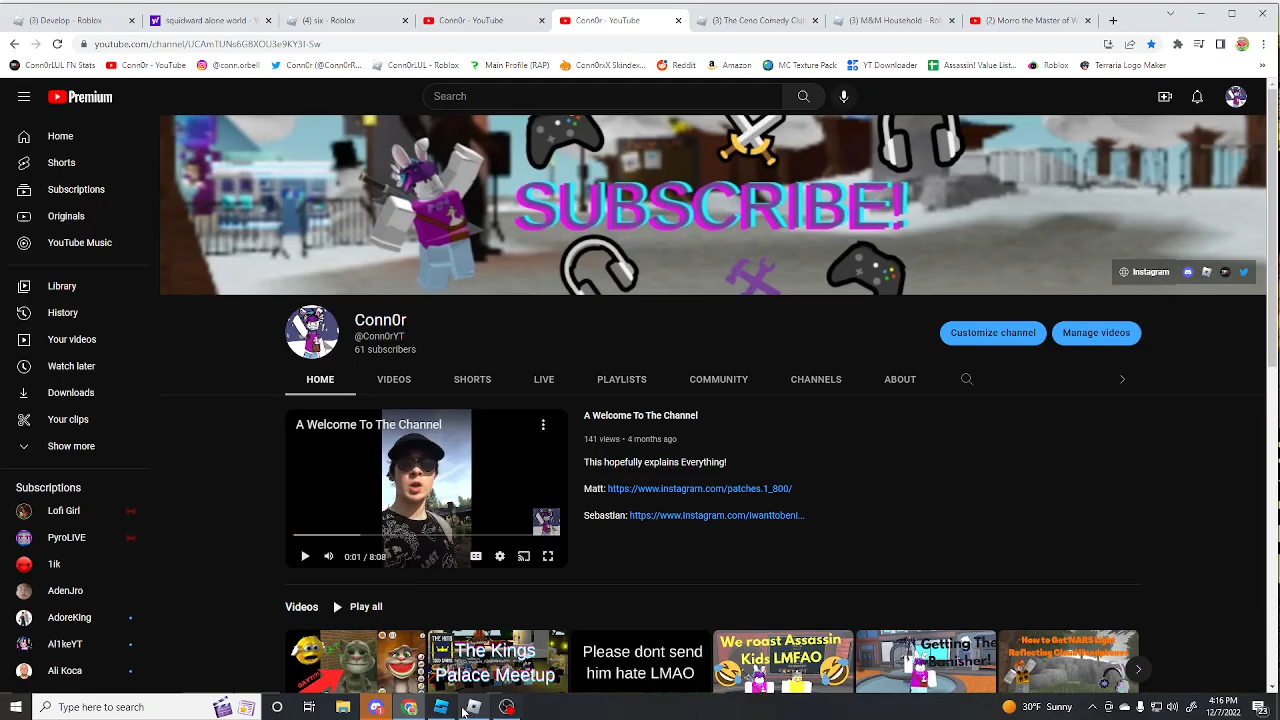 Develop - Roblox
squidward alone world - V
(4) six - Roblox
Conn0r - YouTube
Conn0r - YouTube
(3) The Ceno Comedy Club
(3) M&M Household - Rob
(2) Morro the Master of W
youtube.com/channel/UCAmTUNs6GBXOU3e9KY3I-Sw
Conn0rLUL FN Stats
Conn0r - YouTube
@conn.orbell
Conn0r (@Conn0rR...
Conn0rLUL - Roblox
Main Profile (RAP)
Conn0rxX Skindex...
Reddit
Amazon
MC Texture Pack
YT Downloader
Assassin! Value List...
Roblox
Terraria Logo Maker
Premium
Search
Home
Shorts
Subscriptions
Originals
YouTube Music
Library
History
Your videos
Watch later
Downloads
Your clips
Show more
Subscriptions
Lofi Girl
PyroLIVE
1ik
AdenJro
AdoreKing
Al1keYT
Ali Koca
SUBSCRIBE!
Instagram
Conn0r
@Conn0rYT
61 subscribers
Customize channel
Manage videos
HOME
VIDEOS
SHORTS
LIVE
PLAYLISTS
COMMUNITY
CHANNELS
ABOUT
A Welcome To The Channel
0:01 / 8:08
A Welcome To The Channel
141 views • 4 months ago
This hopefully explains Everything!
Matt: https://www.instagram.com/patches.1_800/
Sebastian: https://www.instagram.com/iwanttobeni...
Videos
Play all
The Kings
Palace Meetup
Please dont send
him hate LMAO
We roast Assassin
Kids LMFAO
Getting The
Banisher!
How to Get NARS Light
Reflecting Cloud Headphones
Type here to search
30°F Sunny
4:16 PM
12/7/2022